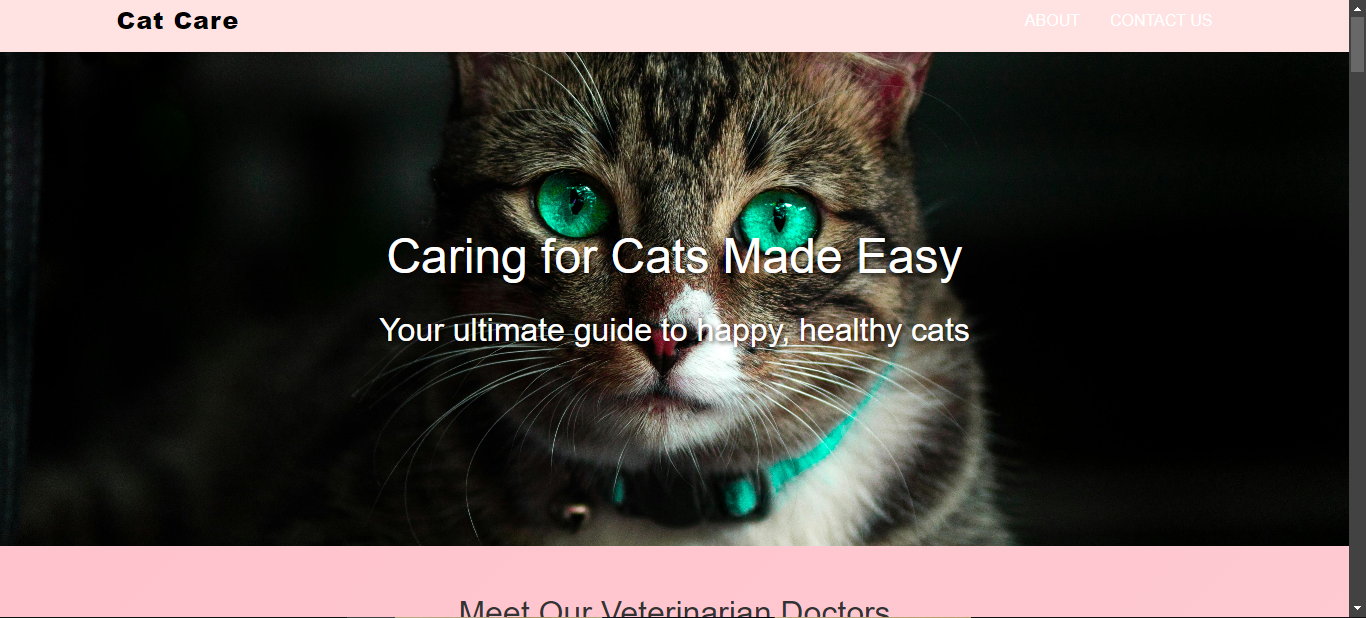 Cat Care
ABOUT CONTACT US
Caring for Cats Made Easy
Your ultimate guide to happy, healthy cats
Meet Our Veterinarian Doctors